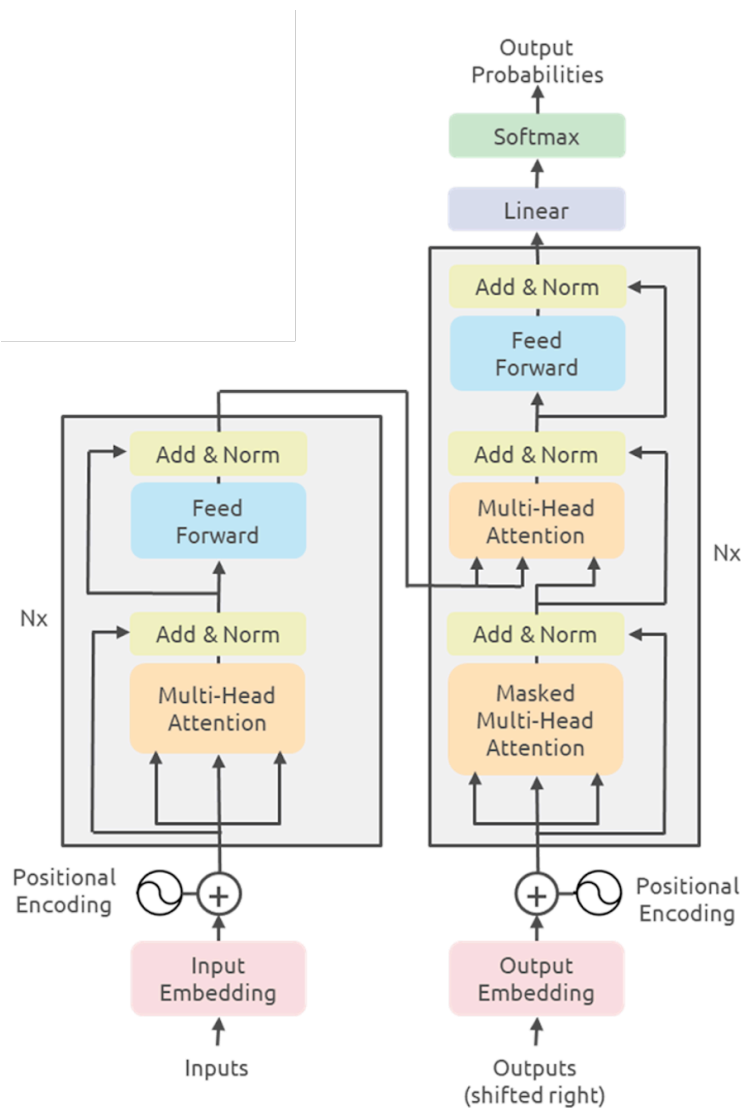 Output
Probabilities
Softmax
Linear
Add & Norm
Feed
Forward
Add & Norm
Multi-Head
Attention
Nx
Add & Norm
Masked
Multi-Head
Attention
Add & Norm
Feed
Forward
Nx
Add & Norm
Multi-Head
Attention
Positional
Encoding
+
+
Positional
Encoding
Input
Embedding
Output
Embedding
Inputs
Outputs
(shifted right)